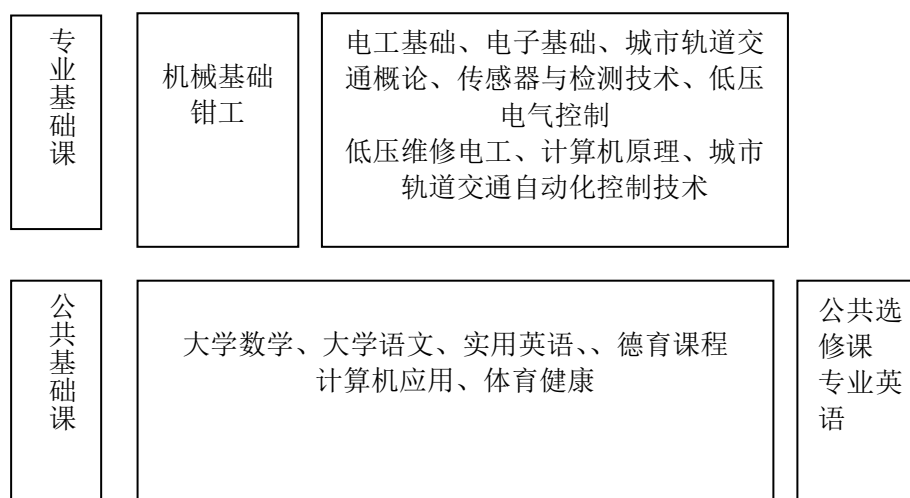 专业基础课
机械基础
钳工
电工基础、电子基础、城市轨道交
通概论、传感器与检测技术、低压
电气控制
低压维修电工、计算机原理、城市
轨道交通自动化控制技术
公共基础课
大学数学、大学语文、实用英语、、德育课程
计算机应用、体育健康
公共选
修课
专业英
语